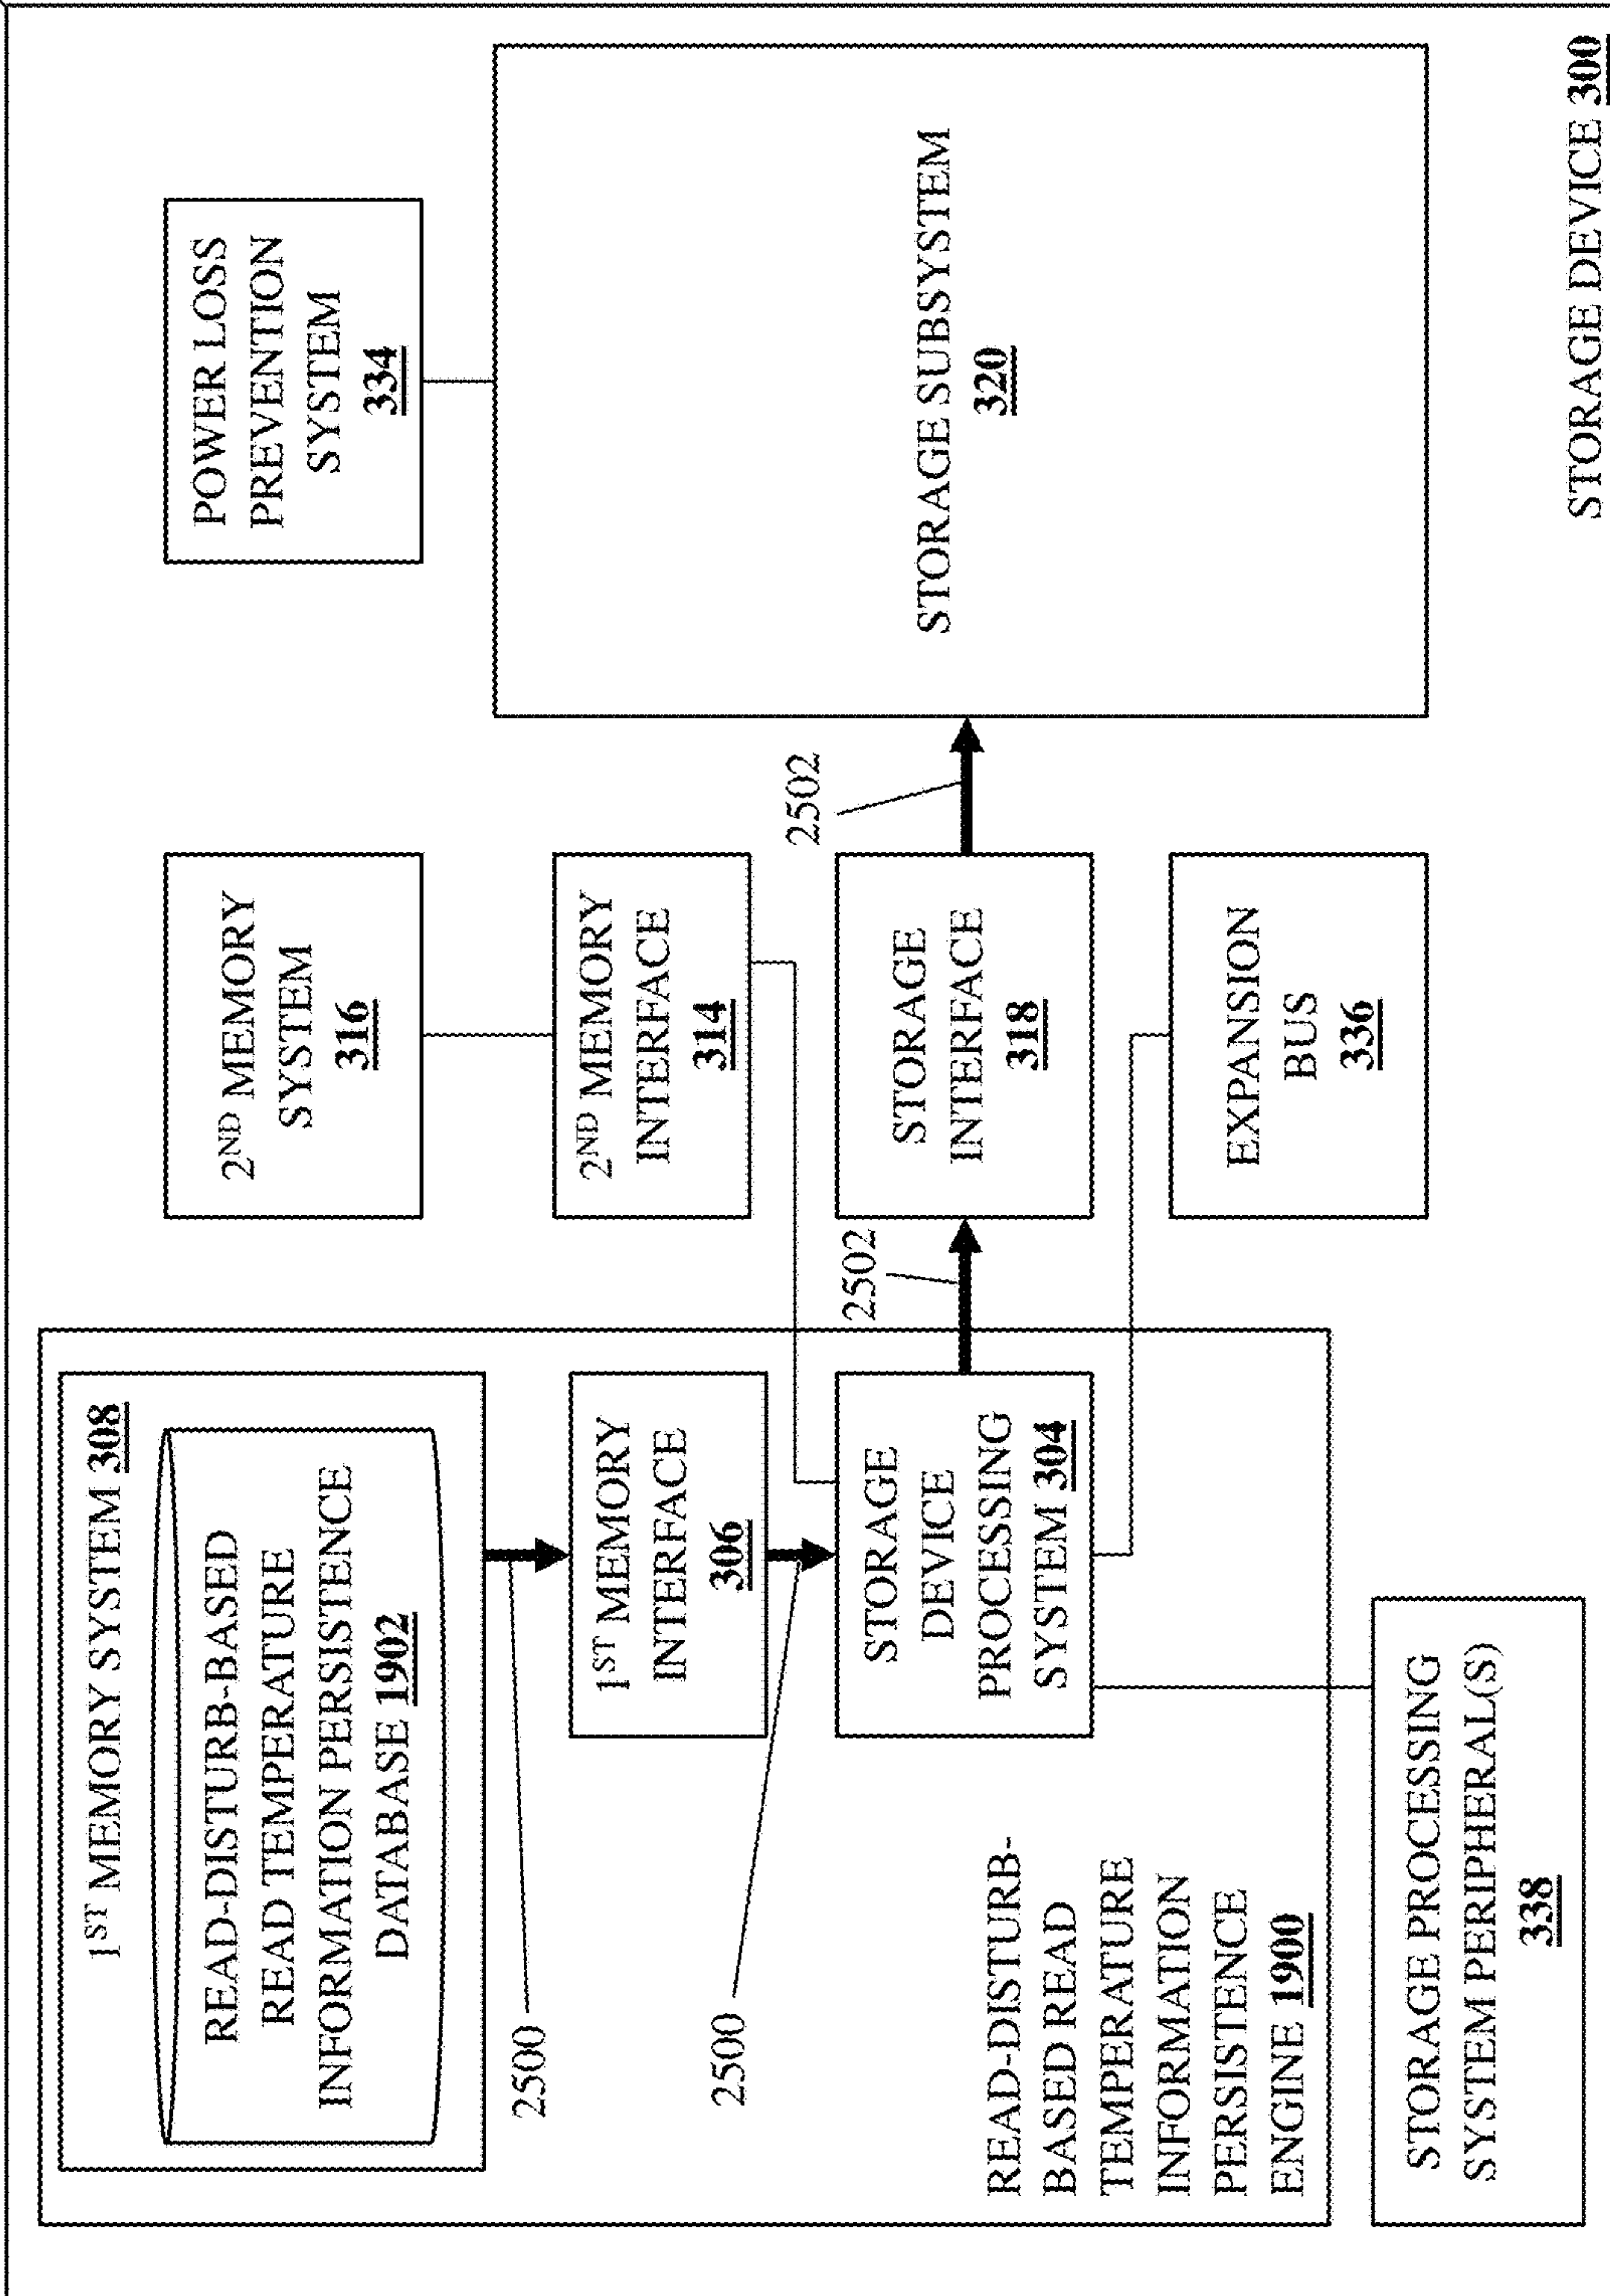 1ST MEMORY SYSTEM 308
READ-DISTURB-BASED
READ TEMPERATURE
INFORMATION PERSISTENCE
DATABASE 1902
2500
1ST MEMORY
INTERFACE
306
2500
STORAGE
DEVICE
PROCESSING
SYSTEM 304
READ-DISTURB-
BASED READ
TEMPERATURE
INFORMATION
PERSISTENCE
ENGINE 1900
STORAGE PROCESSING
SYSTEM PERIPHERAL(S)
338
2ND MEMORY
SYSTEM
316
2ND MEMORY
INTERFACE
314
2502
STORAGE
INTERFACE
318
2502
EXPANSION
BUS
336
POWER LOSS
PREVENTION
SYSTEM
334
STORAGE SUBSYSTEM
320
STORAGE DEVICE 300